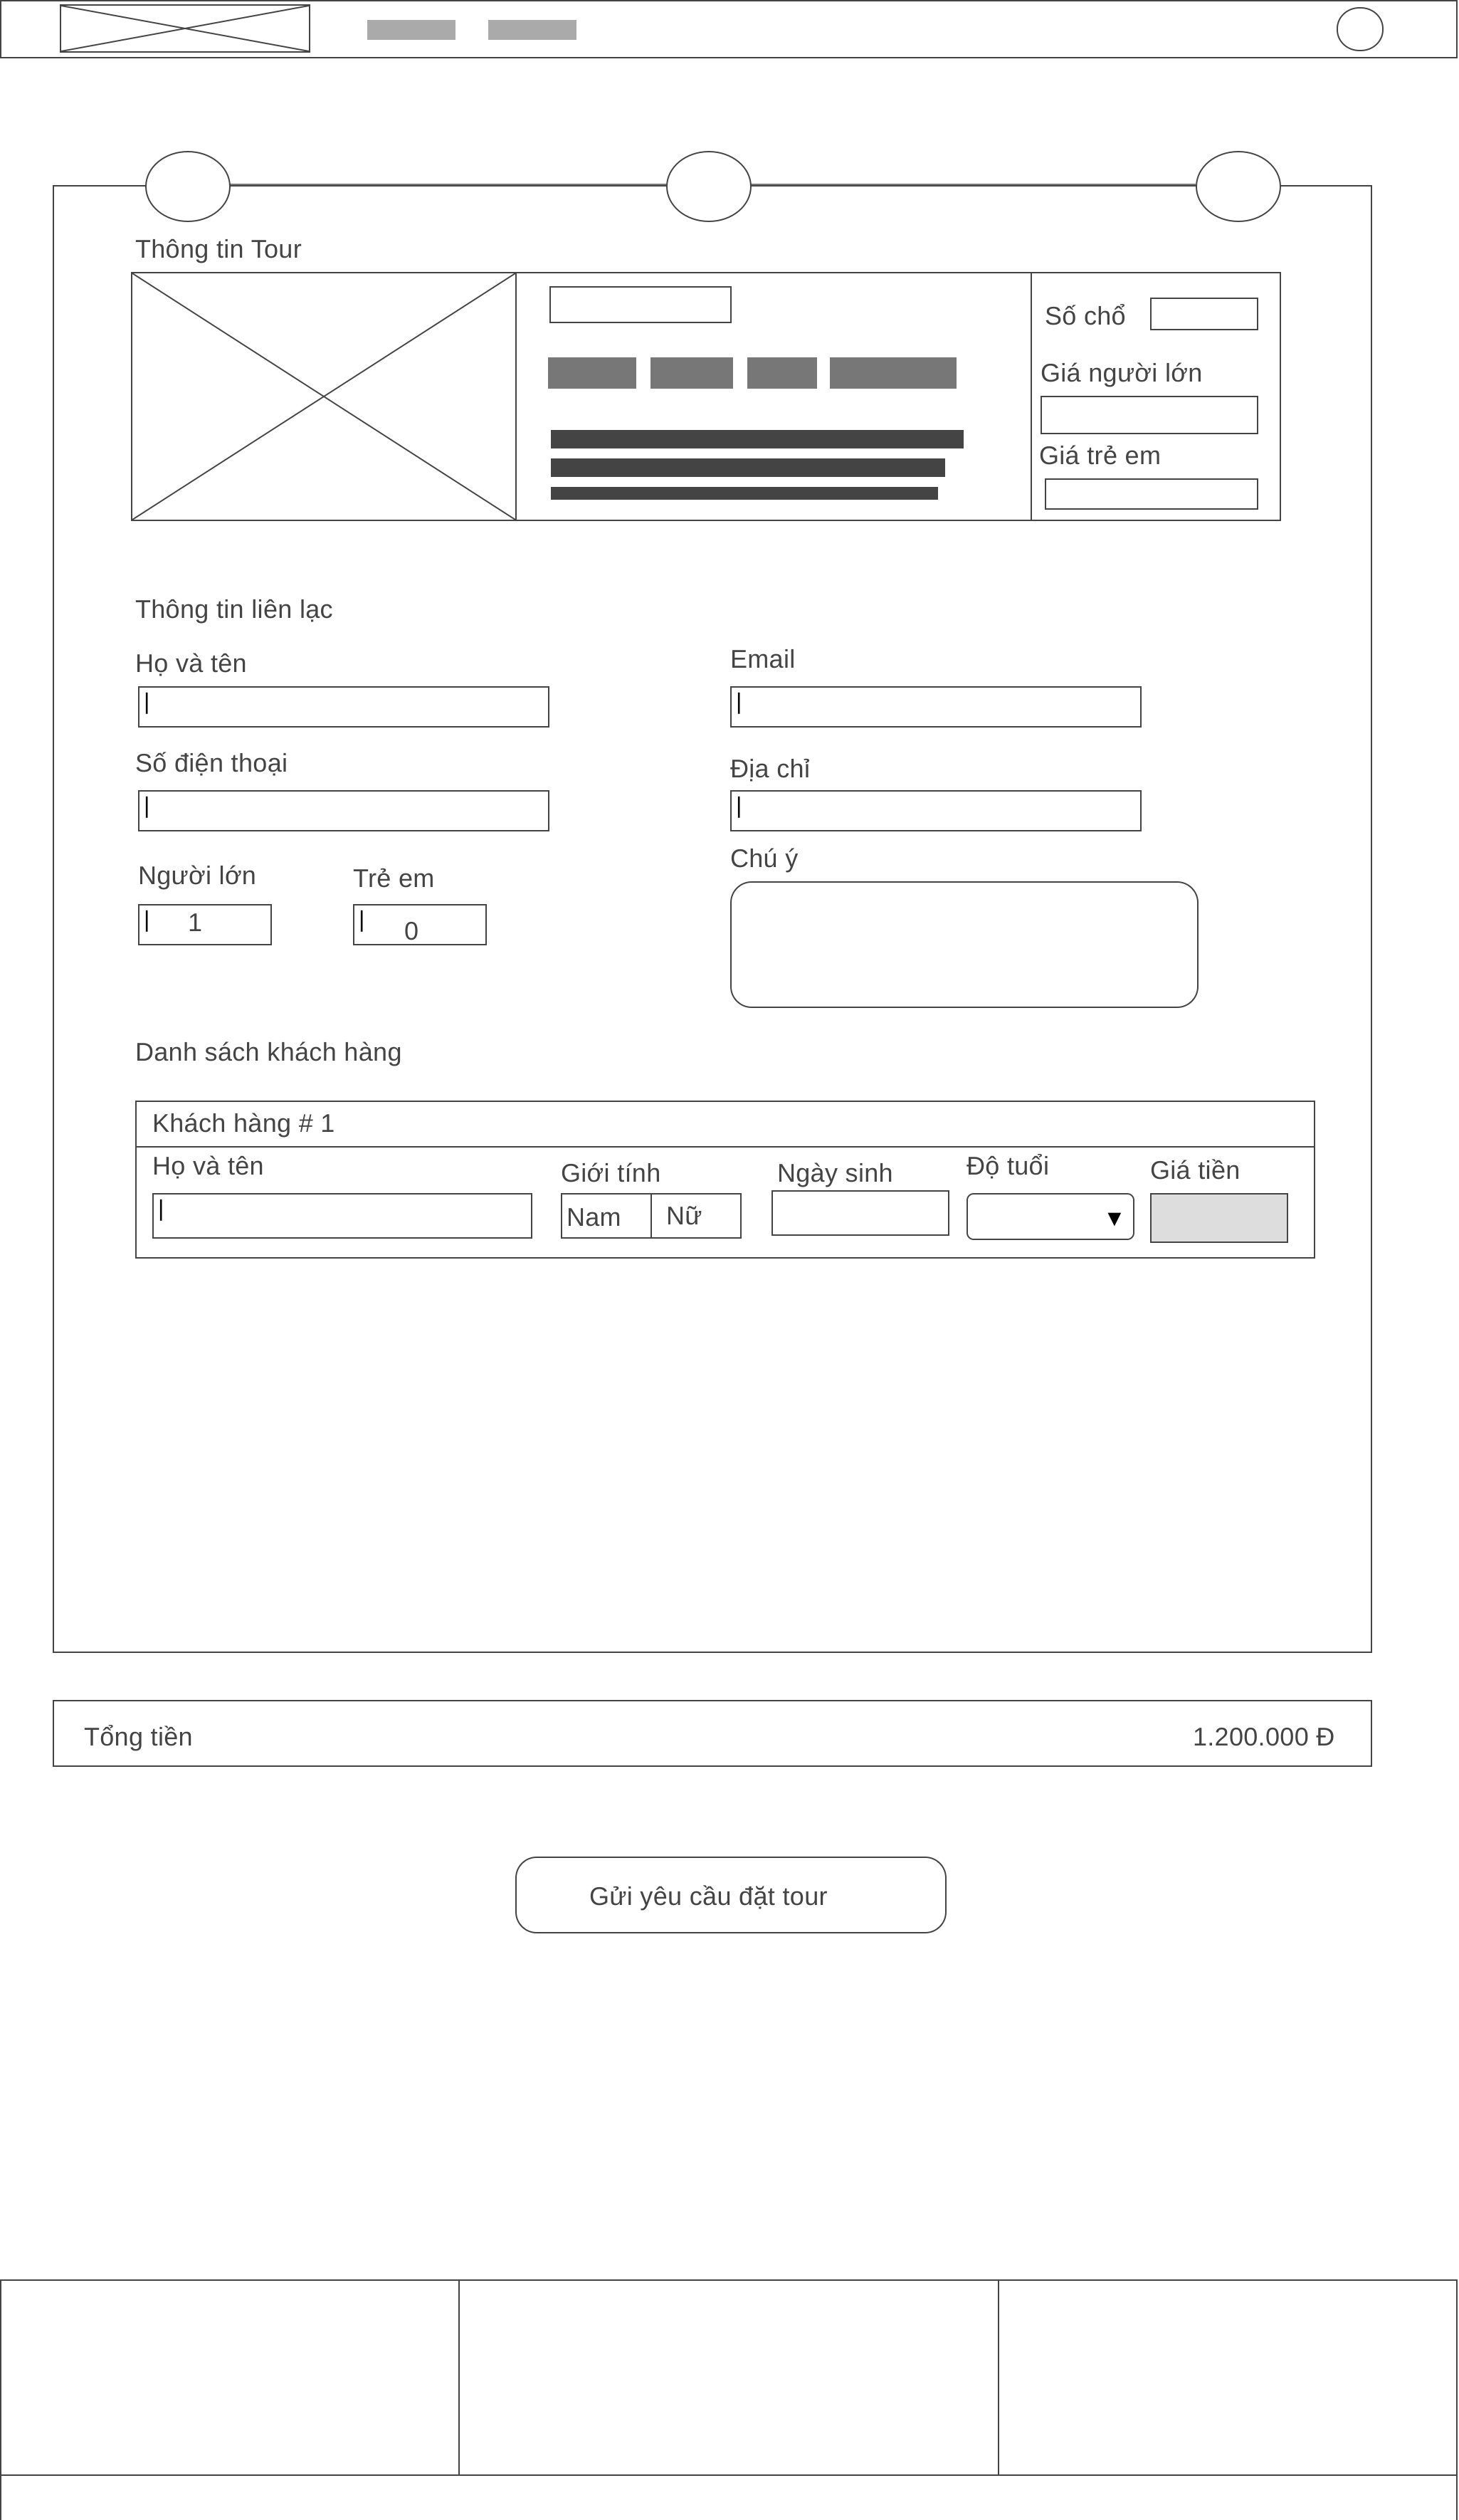 Thông tin Tour
Số chổ
Giá người lớn
Giá trẻ em
Thông tin liên lạc
Họ và tên
Email
Số điện thoại
Địa chỉ
Người lớn
Trẻ em
Chú ý
1
0
Danh sách khách hàng
Khách hàng # 1
Họ và tên
Giới tính
Ngày sinh
Độ tuổi
Giá tiền
Nam
Nữ
Tổng tiền
1.200.000 Đ
Gửi yêu cầu đặt tour